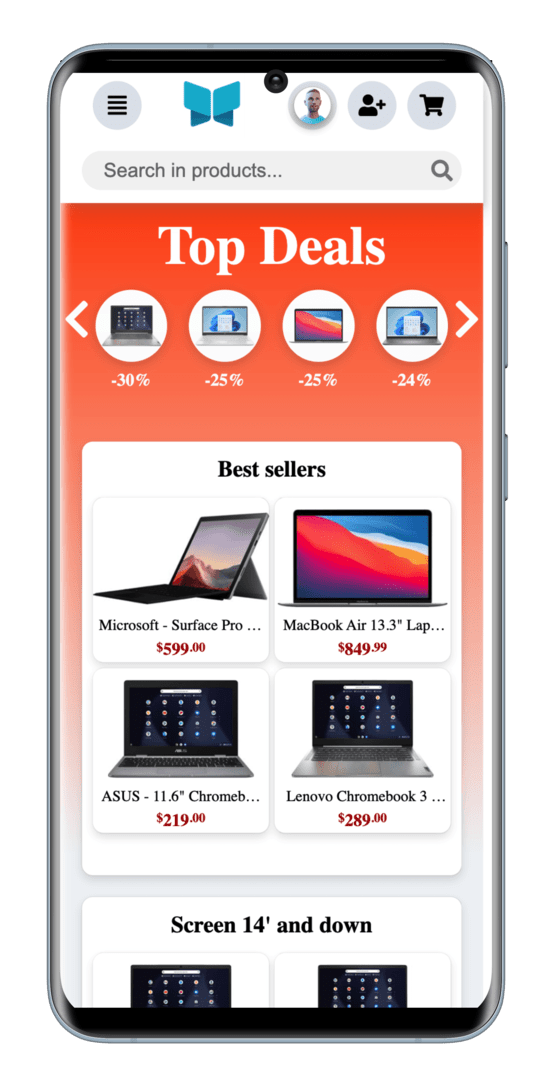 Search in products...
Top Deals
-30% -25% -25% -24%
Best sellers
Microsoft - Surface Pro ... MacBook Air 13.3" Lap...
$599.00 $849.99
ASUS - 11.6" Chromeb... Lenovo Chromebook 3 ...
$219.00 $289.00
Screen 14' and down